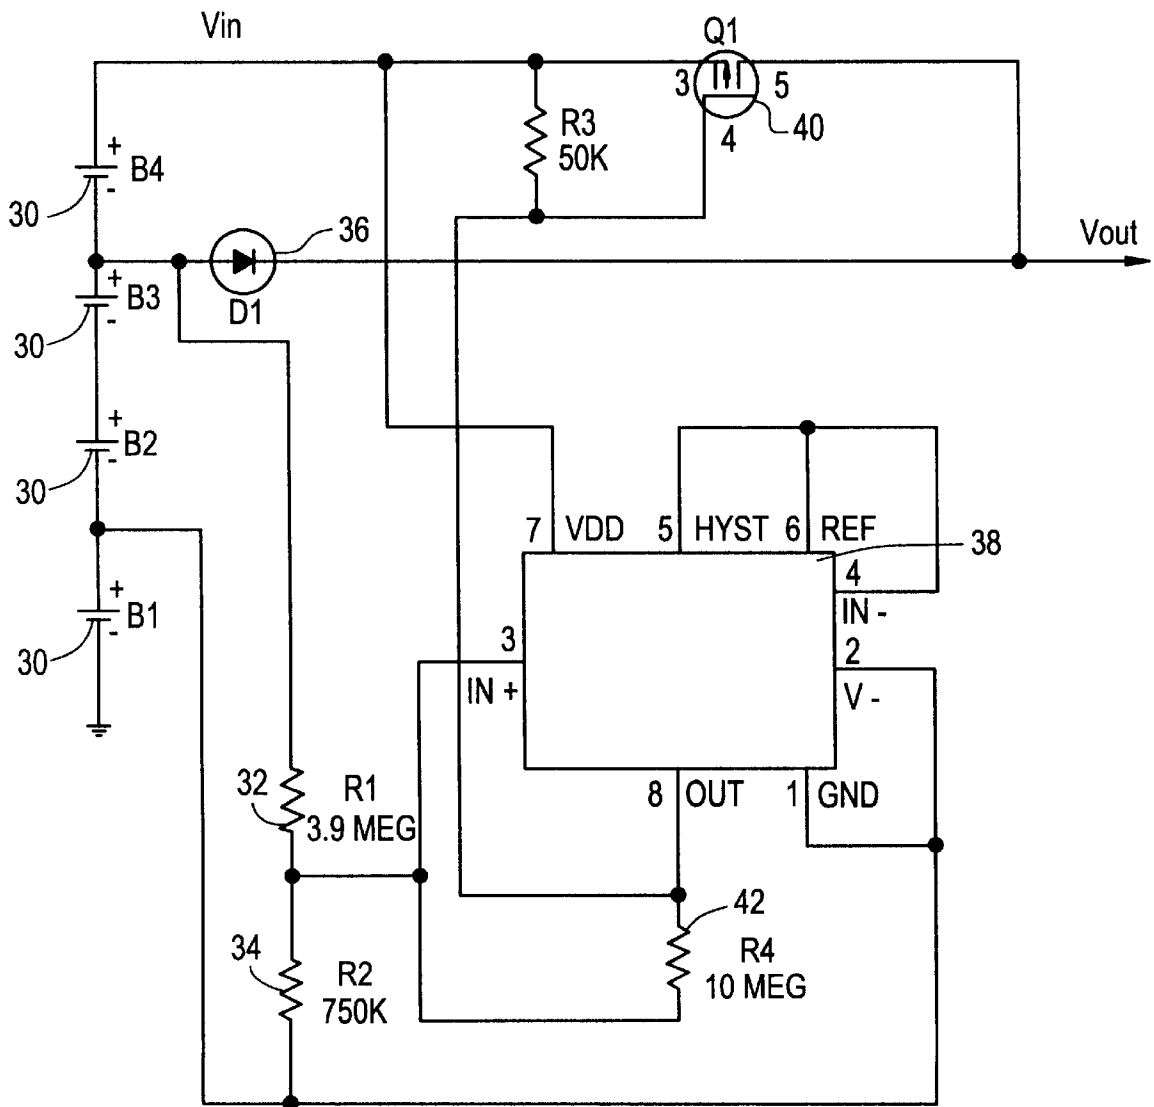 Vin
Q1
3
5
4
40
R3
50K
+
B4
-
30
36
Vout
D1
+
B3
-
30
+
B2
-
30
7 VDD
5 HYST
6 REF
38
4
IN -
2
V -
3
IN +
+
B1
-
30
8 OUT
1 GND
32
R1
3.9 MEG
42
R4
10 MEG
34
R2
750K